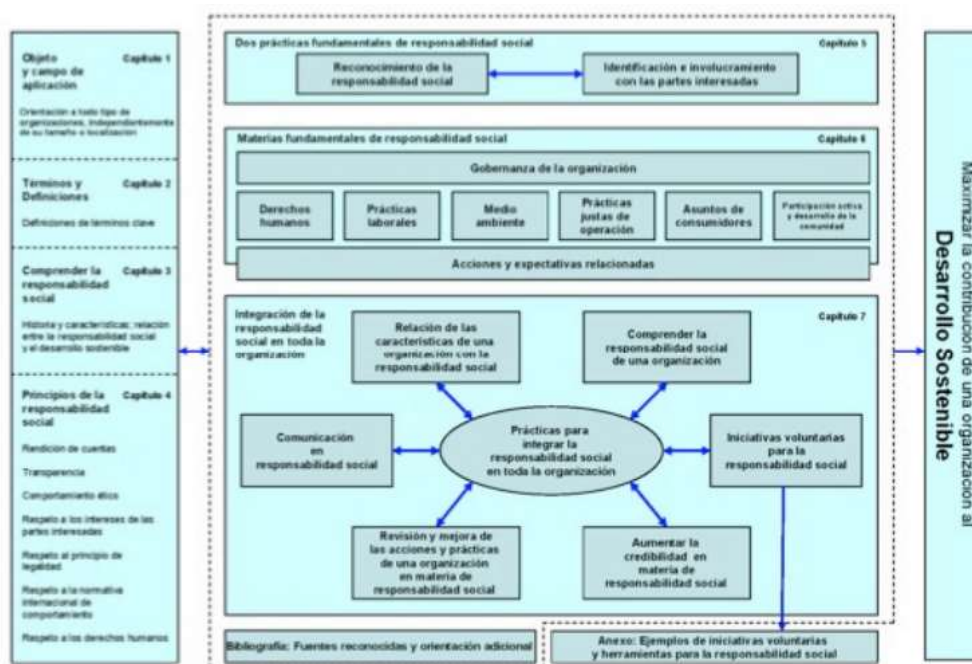 Objeto
y campo de
aplicación
Capítulo 1
Orientación a todo tipo de
organizaciones, independientemente
de su tamaño o localización
Términos y
Definiciones
Capítulo 2
Definiciones de términos clave
Comprender la
responsabilidad
social
Capítulo 3
Historia y características; relación
entre la responsabilidad social
y el desarrollo sostenible
Principios de la
responsabilidad
social
Capítulo 4
Rendición de cuentas
Transparencia
Comportamiento ético
Respeto a los intereses de las
partes interesadas
Respeto al principio de
legalidad
Respeto a la normativa
internacional de
comportamiento
Respeto a los derechos humanos
Dos prácticas fundamentales de responsabilidad social
Capítulo 5
Reconocimiento de la
responsabilidad social
Identificación e involucramiento
con las partes interesadas
Materias fundamentales de responsabilidad social
Capítulo 6
Gobernanza de la organización
Derechos
humanos
Prácticas
laborales
Medio
ambiente
Prácticas
justas de
operación
Asuntos de
consumidores
Participación activa
y desarrollo de la
comunidad
Acciones y expectativas relacionadas
Integración de la
responsabilidad
social en toda la
organización
Capítulo 7
Relación de las
características de una
organización con la
responsabilidad social
Comprender la
responsabilidad social
de una organización
Comunicación
en
responsabilidad social
Prácticas para
integrar la
responsabilidad social
en toda la organización
Iniciativas voluntarias
para la
responsabilidad social
Revisión y mejora de
las acciones y prácticas
de una organización
en materia de
responsabilidad social
Aumentar la
credibilidad en
materia de
responsabilidad social
Bibliografía: Fuentes reconocidas y orientación adicional
Anexo: Ejemplos de iniciativas voluntarias
y herramientas para la responsabilidad social
Maximizar la contribución de una organización al
Desarrollo Sostenible